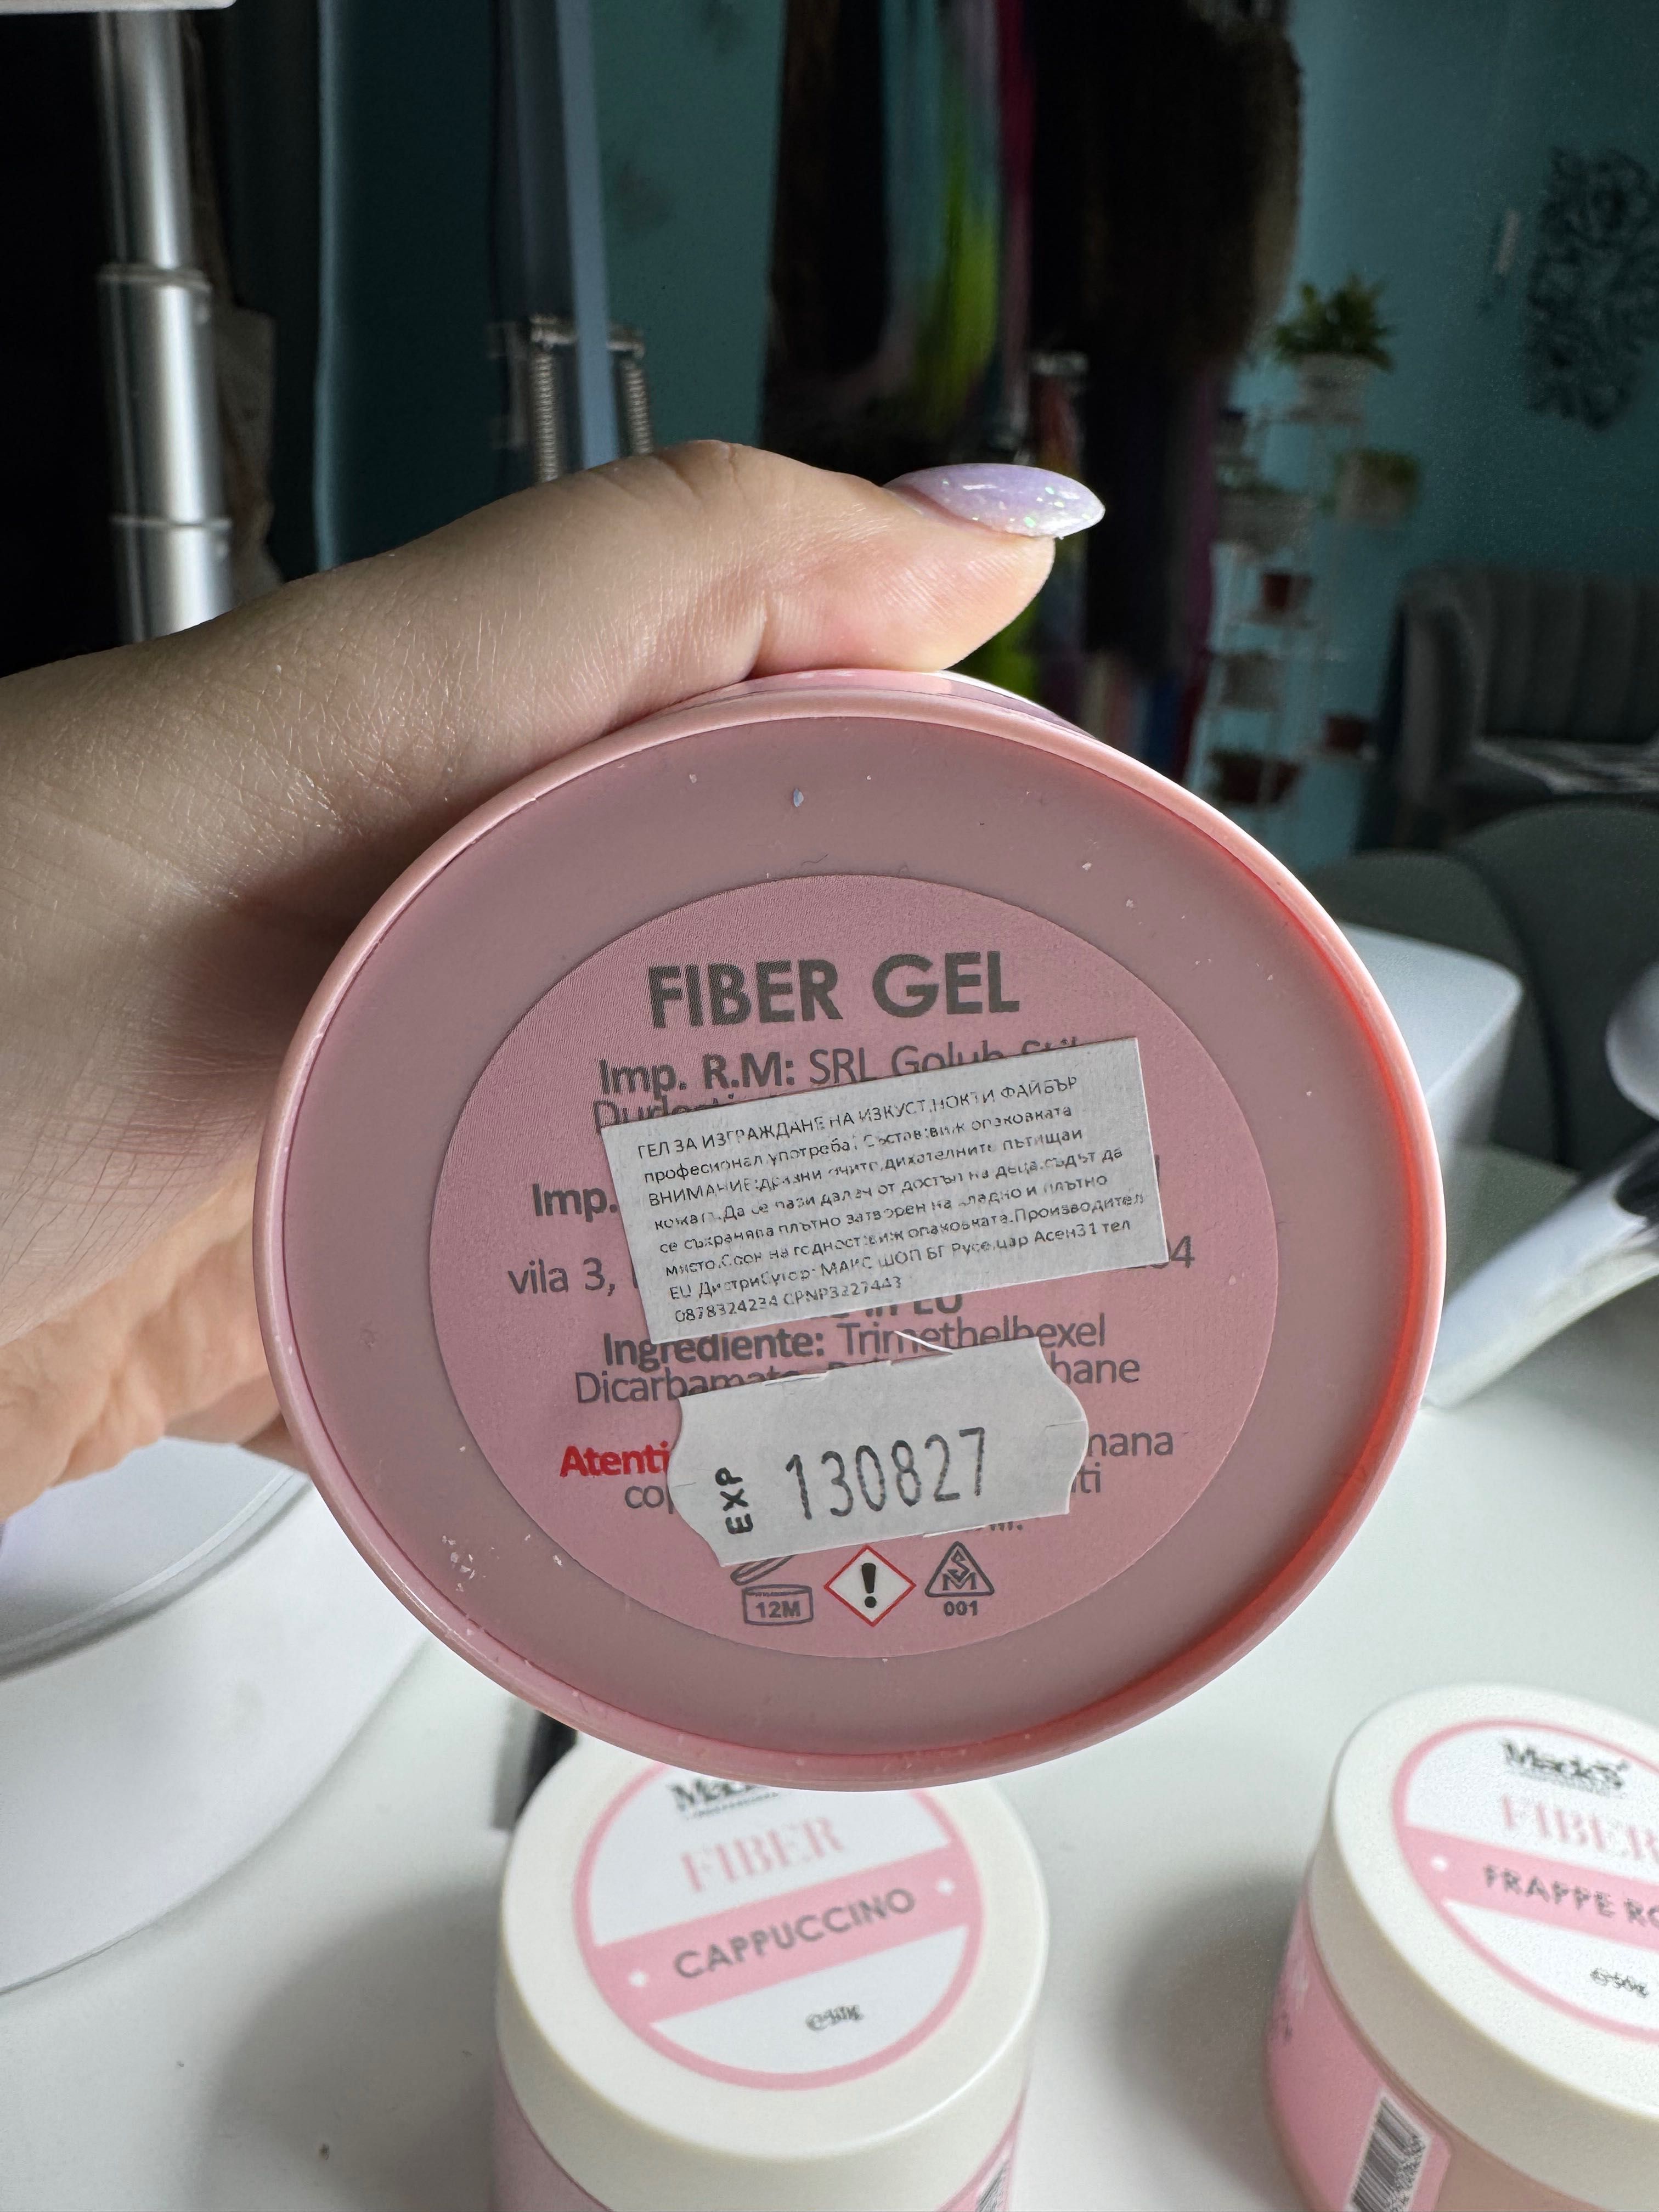 FIBER GEL
Imp. R.M: SRL Golub
Imp.
ГЕЛ ЗА ИЗГРАЖДАНЕ НА ИЗКУСТ.НОКТИ ФАЙБЪР
професионал.употреба! Състав:виж опаковката
ВНИМАНИЕ:дразни очите,дихателните пътищаи
кожата.Да се пази далеч от достъп на деца.съдът да
се съхранява плътно затворен на хладно и плътно
място.Срок на годност:виж опаковката.Производител
EU Дистрибутор- МАКС ШОП БГ Русе,цар Асен31 тел
0878324234 CPNP3227443
vila 3,
in EU
Ingrediente: Trimethelhexel
Dicarbamate
Atenti
EXP 130827
12M
001
FIBER
CAPPUCCINO
FIBER
FRAPPE